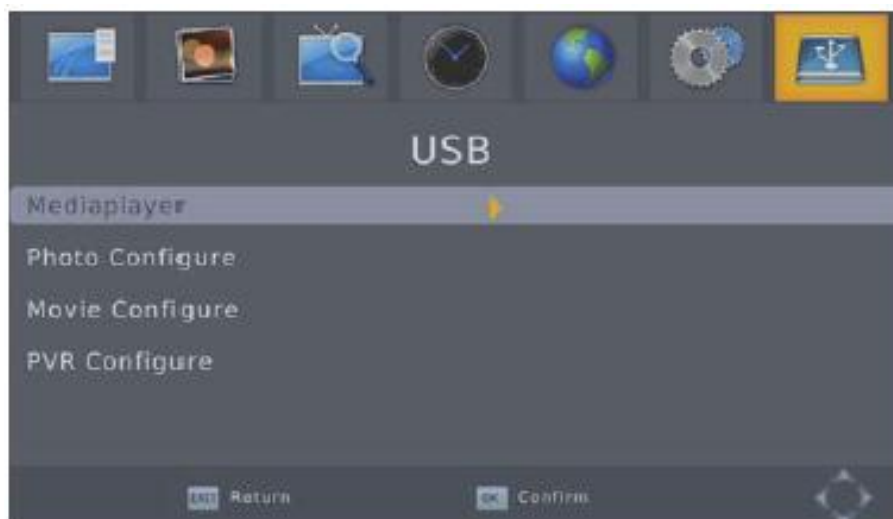 USB
Mediaplayer
Photo Configure
Movie Configure
PVR Configure
EXIT Return
OK Confirm